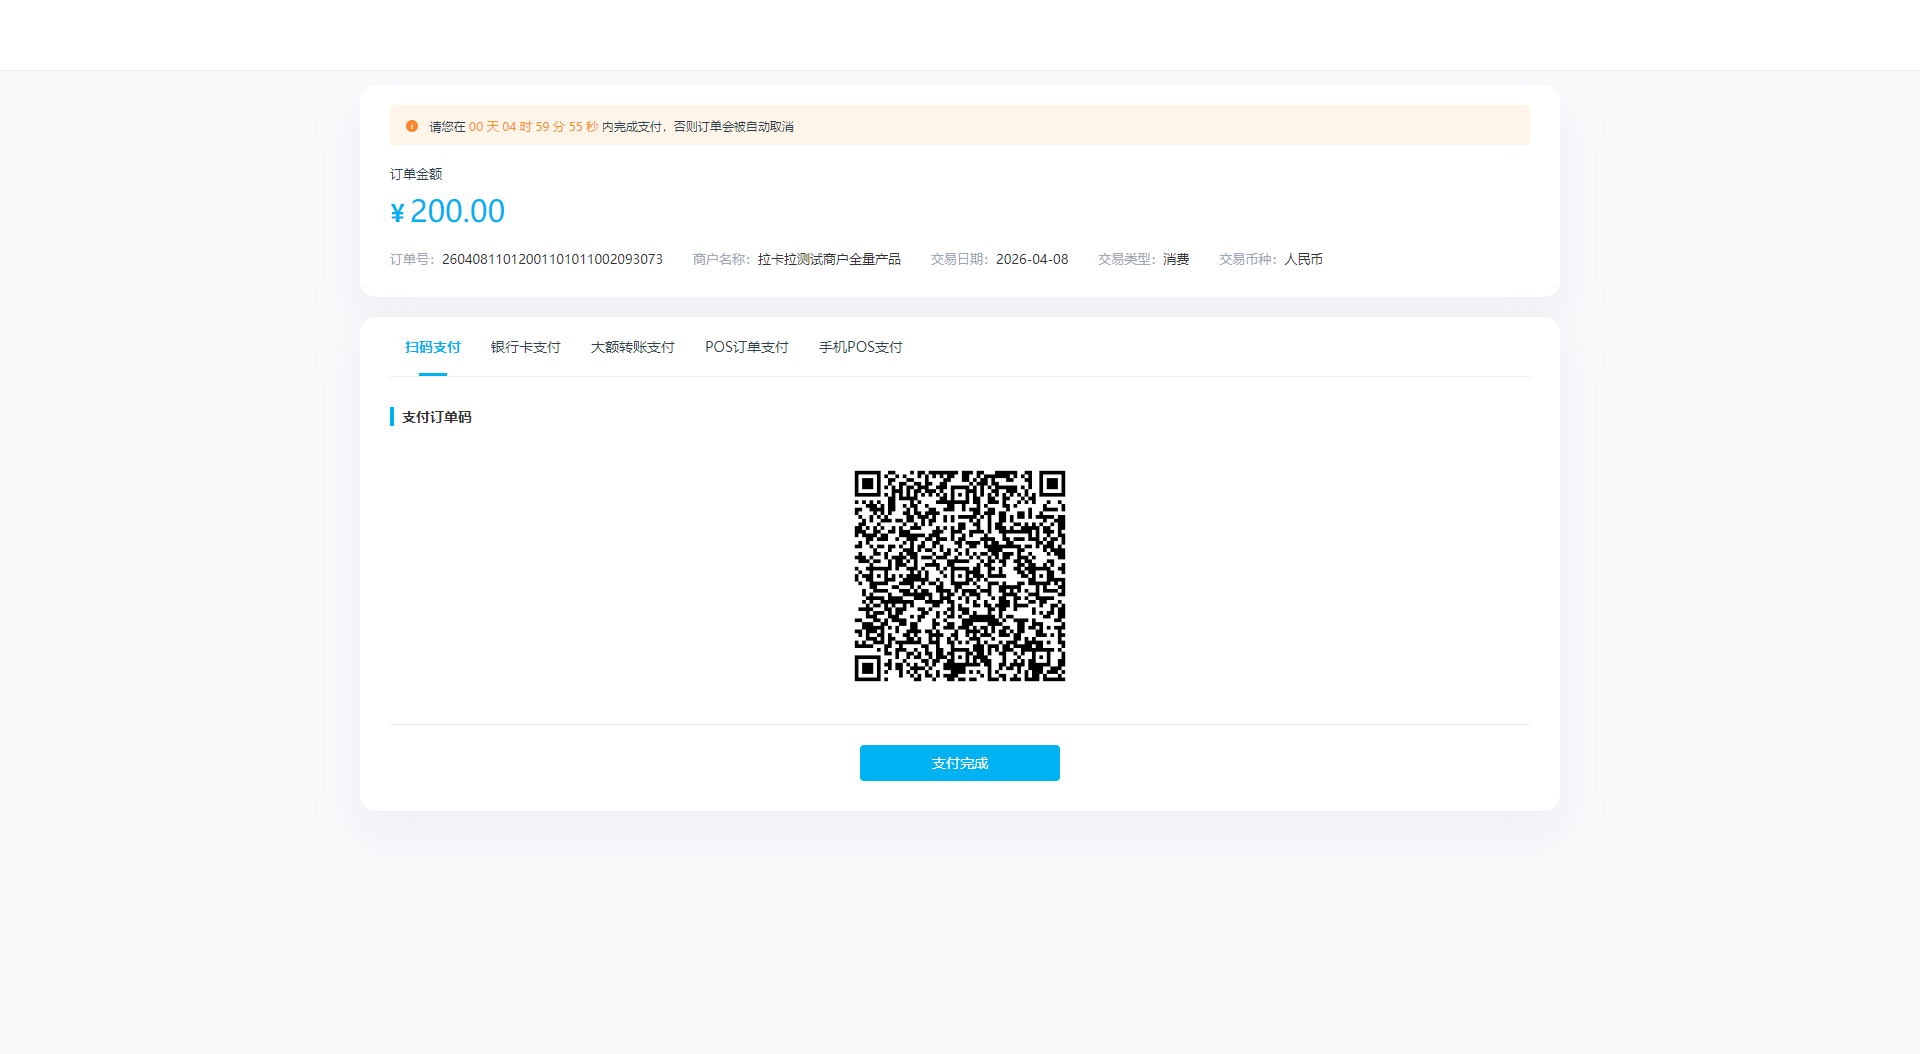 请您在 00 天 04 时 59 分 55 秒 内完成支付，否则订单会被自动取消
订单金额
¥ 200.00
订单号：26040811012001101011002093073 商户名称：拉卡拉测试商户全量产品 交易日期：2026-04-08 交易类型：消费 交易币种：人民币
扫码支付 银行卡支付 大额转账支付 POS订单支付 手机POS支付
支付订单码
支付完成